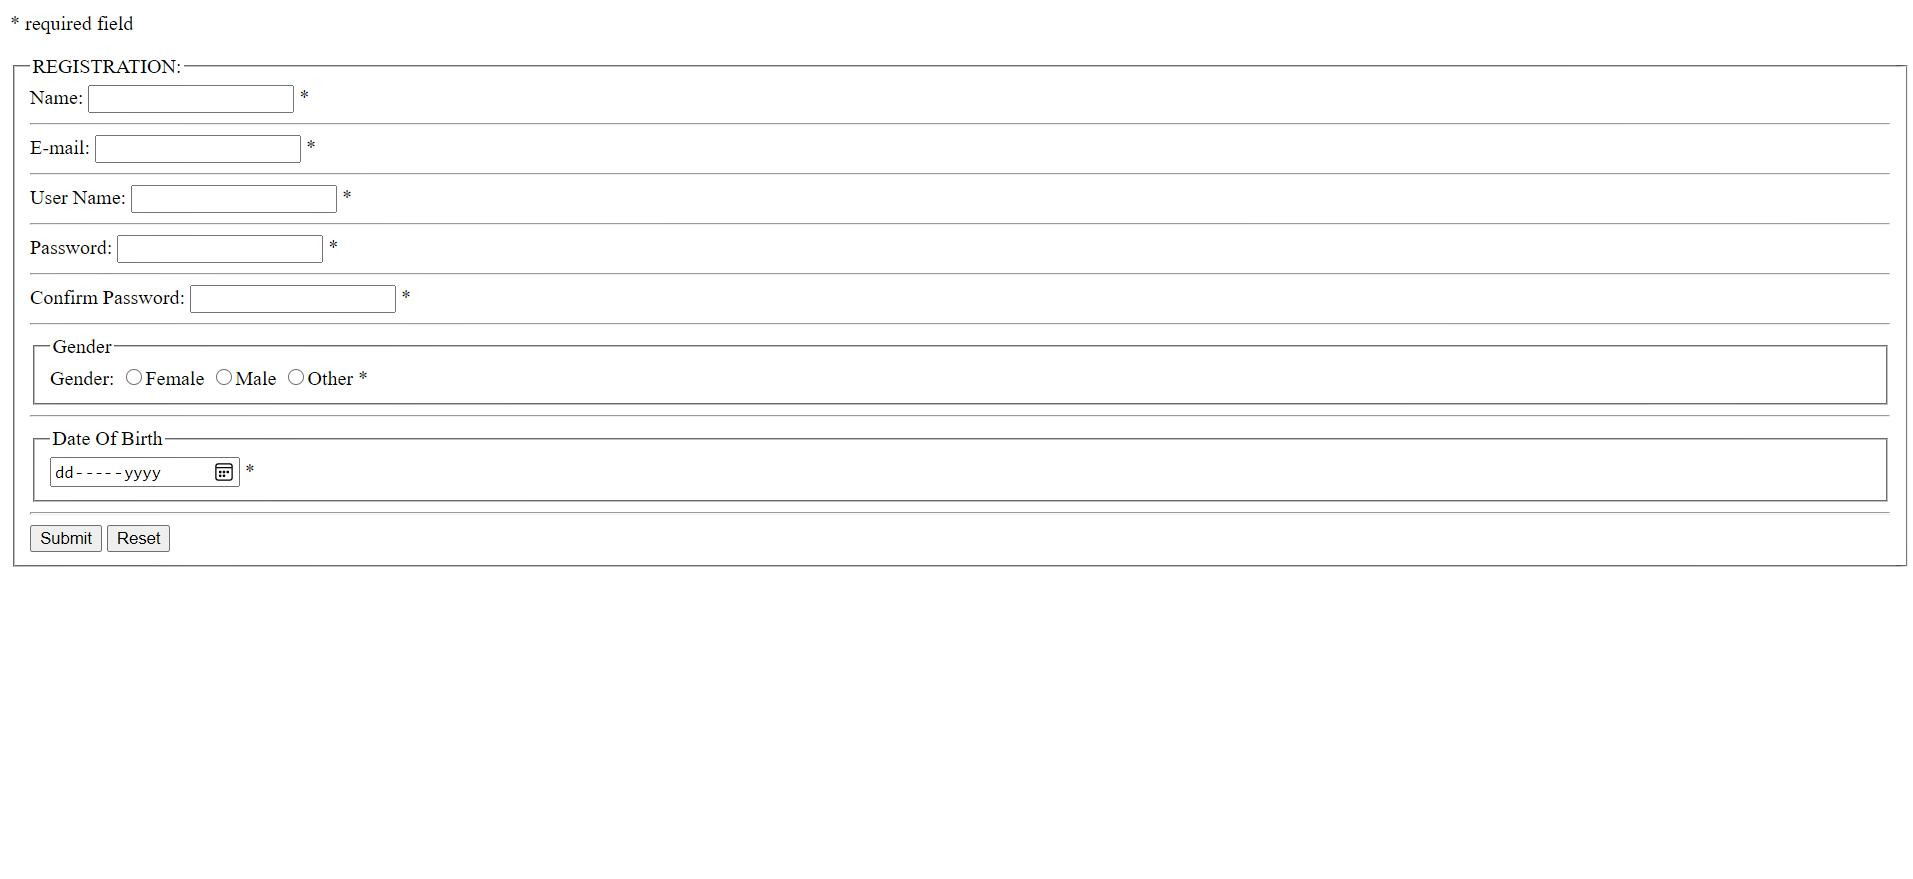 * required field
REGISTRATION:
Name: *
E-mail: *
User Name: *
Password: *
Confirm Password: *
Gender
Gender: Female Male Other *
Date Of Birth
dd-----yyyy *
Submit Reset